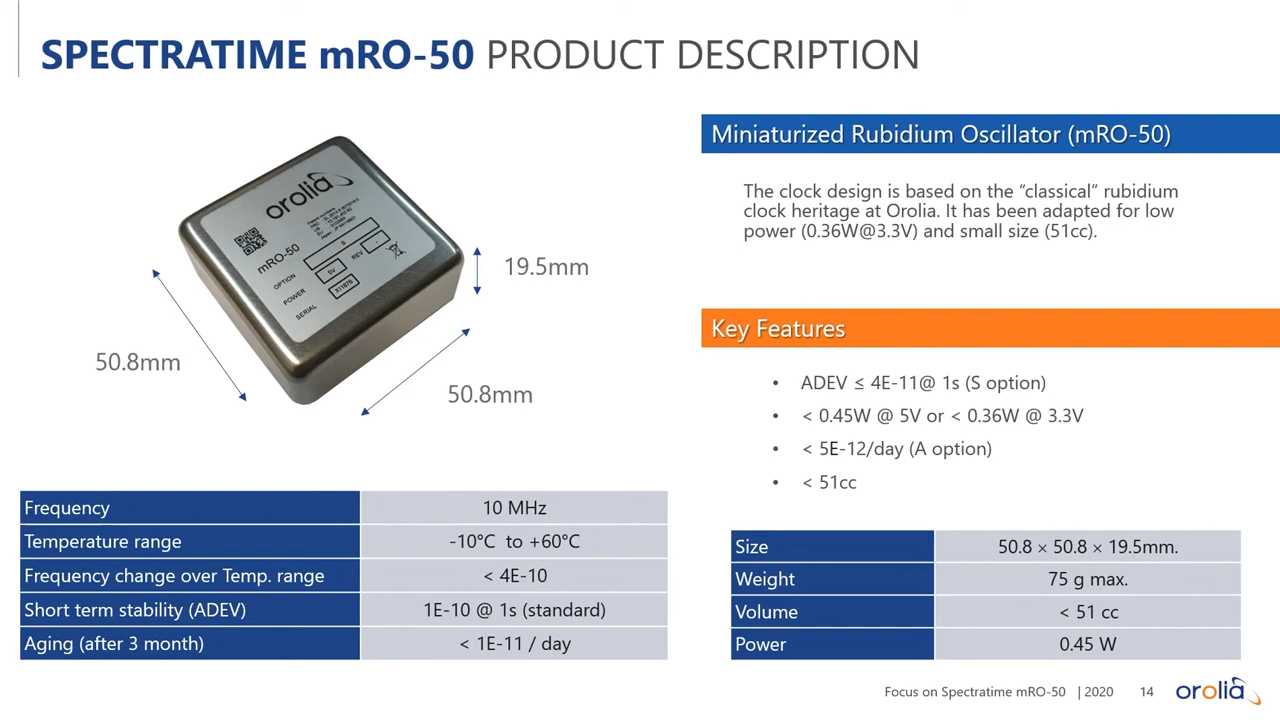 SPECTRATIME mRO-50 PRODUCT DESCRIPTION
orolia
mRO-50
OPTION
S
POWER
5V
REV
-
SERIAL
19.5mm
50.8mm
50.8mm
Miniaturized Rubidium Oscillator (mRO-50)
The clock design is based on the “classical” rubidium
clock heritage at Orolia. It has been adapted for low
power (0.36W@3.3V) and small size (51cc).
Key Features
• ADEV ≤ 4E-11@ 1s (S option)
• < 0.45W @ 5V or < 0.36W @ 3.3V
• < 5E-12/day (A option)
• < 51cc
Frequency 10 MHz
Temperature range -10°C to +60°C
Frequency change over Temp. range < 4E-10
Short term stability (ADEV) 1E-10 @ 1s (standard)
Aging (after 3 month) < 1E-11 / day
Size 50.8 × 50.8 × 19.5mm.
Weight 75 g max.
Volume < 51 cc
Power 0.45 W
Focus on Spectratime mRO-50 | 2020 14 orolia